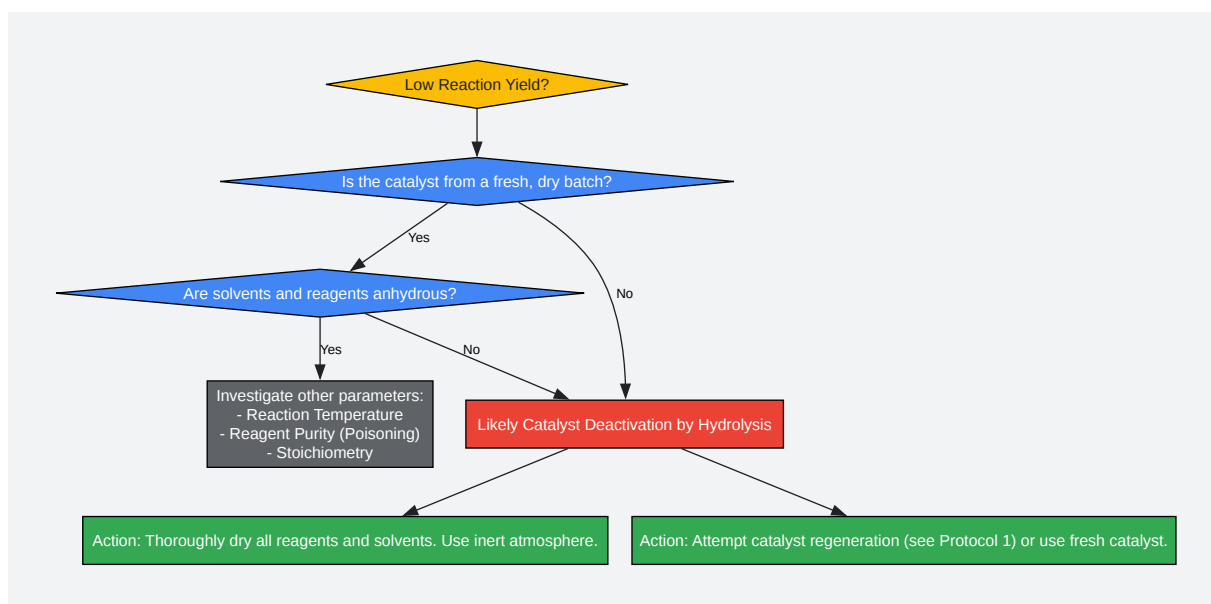 Low Reaction Yield?
Is the catalyst from a fresh, dry batch?
Yes
Are solvents and reagents anhydrous?
No
Yes
No
Investigate other parameters:
- Reaction Temperature
- Reagent Purity (Poisoning)
- Stoichiometry
Likely Catalyst Deactivation by Hydrolysis
Action: Thoroughly dry all reagents and solvents. Use inert atmosphere.
Action: Attempt catalyst regeneration (see Protocol 1) or use fresh catalyst.